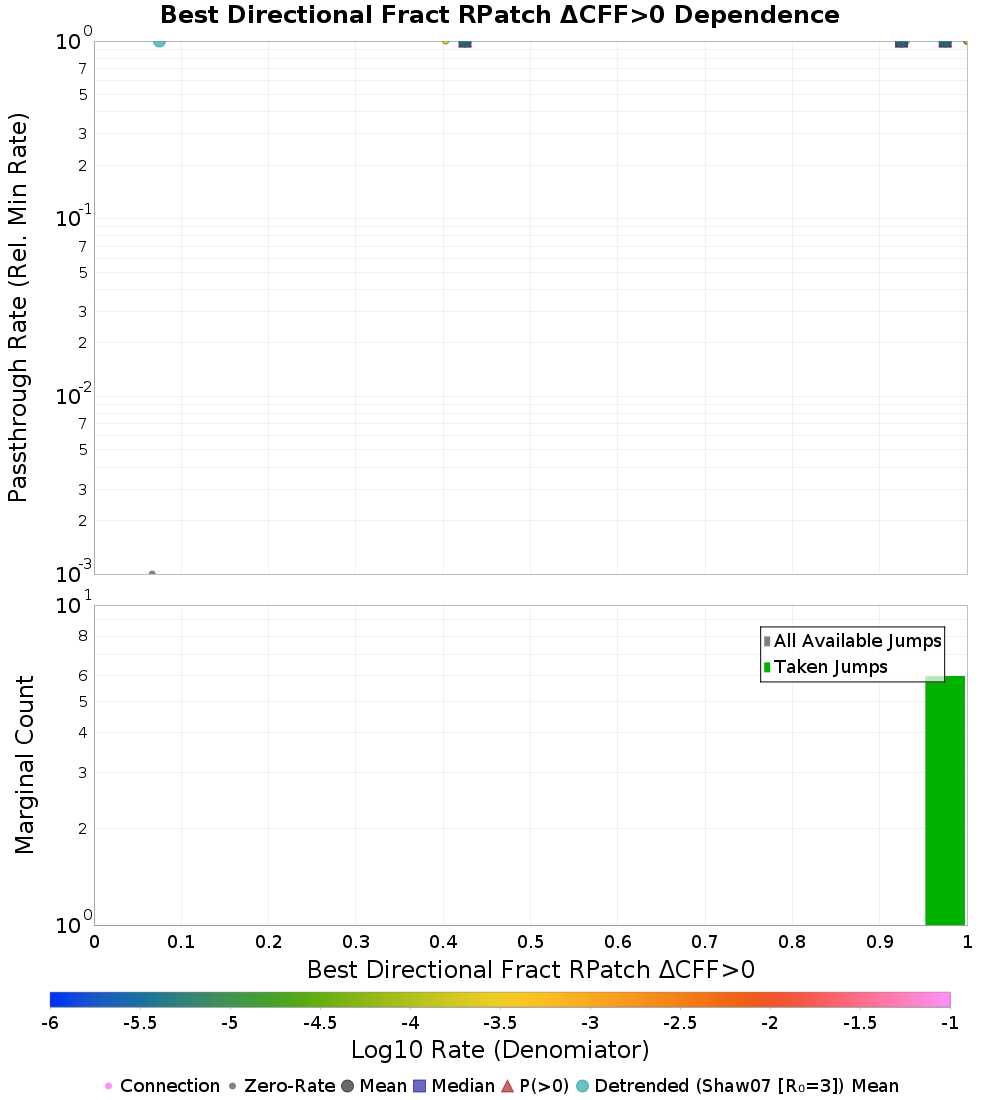 Best Directional Fract RPatch ΔCFF>0 Dependence
Passthrough Rate (Rel. Min Rate)
10^0
7
5
3
2
10^-1
7
5
3
2
10^-2
7
5
3
2
10^-3
Marginal Count
10^1
8
6
5
4
3
2
10^0
All Available Jumps
Taken Jumps
0 0.1 0.2 0.3 0.4 0.5 0.6 0.7 0.8 0.9 1
Best Directional Fract RPatch ΔCFF>0
-6 -5.5 -5 -4.5 -4 -3.5 -3 -2.5 -2 -1.5 -1
Log10 Rate (Denomiator)
Connection Zero-Rate Mean Median P(>0) Detrended (Shaw07 [R₀=3]) Mean